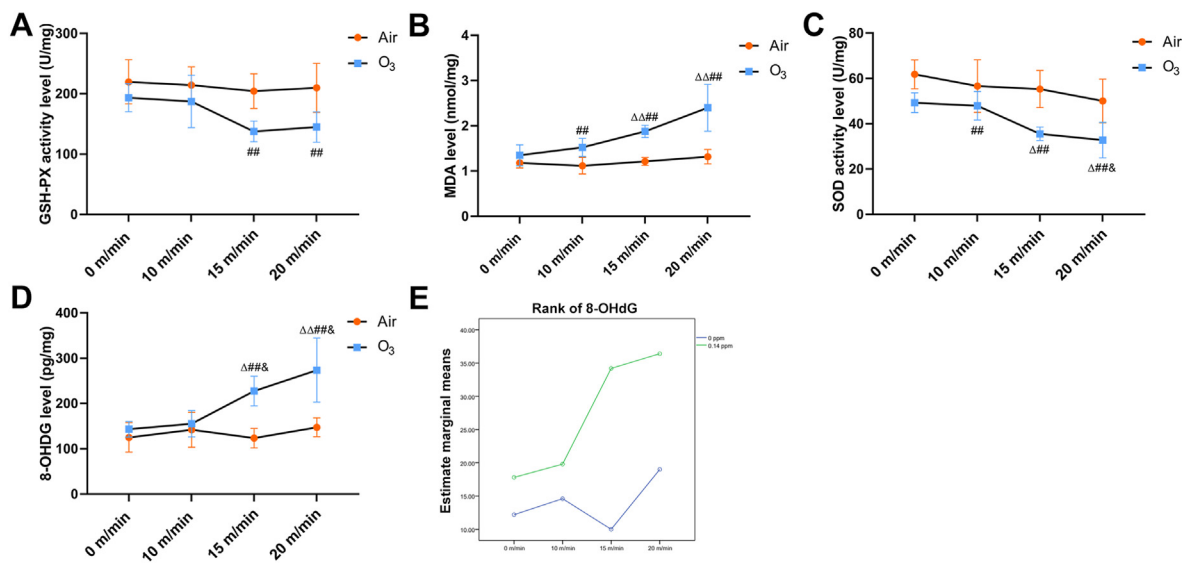 A
GSH-PX activity level (U/mg)
300
200
100
0
Air
O3
##
##
0 m/min
10 m/min
15 m/min
20 m/min
B
MDA level (nmol/mg)
4
3
2
1
0
Air
O3
##
ΔΔ##
ΔΔ##
0 m/min
10 m/min
15 m/min
20 m/min
C
SOD activity level (U/mg)
80
60
40
20
0
Air
O3
##
Δ##
Δ##&
0 m/min
10 m/min
15 m/min
20 m/min
D
8-OHDG level (pg/mg)
400
300
200
100
0
Air
O3
Δ##&
ΔΔ##&
0 m/min
10 m/min
15 m/min
20 m/min
E
Rank of 8-OHdG
Estimate marginal means
40.00
35.00
30.00
25.00
20.00
15.00
10.00
0 ppm
0.14 ppm
0 m/min
10 m/min
15 m/min
20 m/min